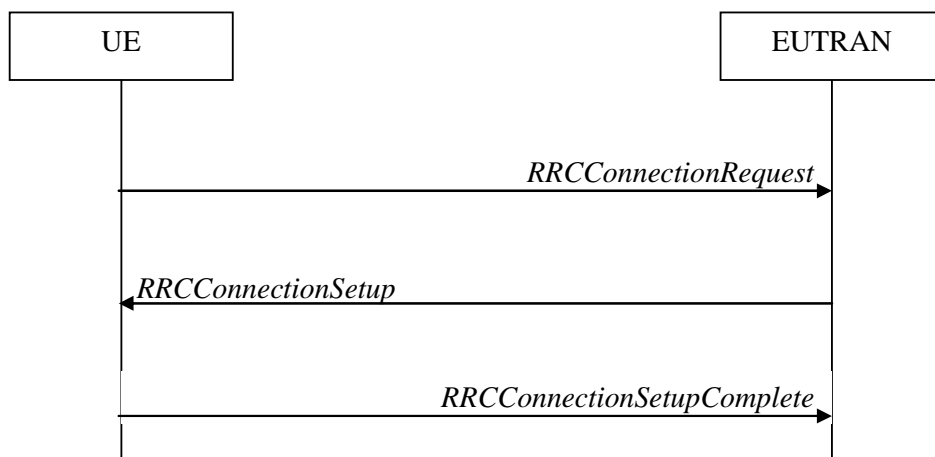 UE
EUTRAN
RRCConnectionRequest
RRCConnectionSetup
RRCConnectionSetupComplete